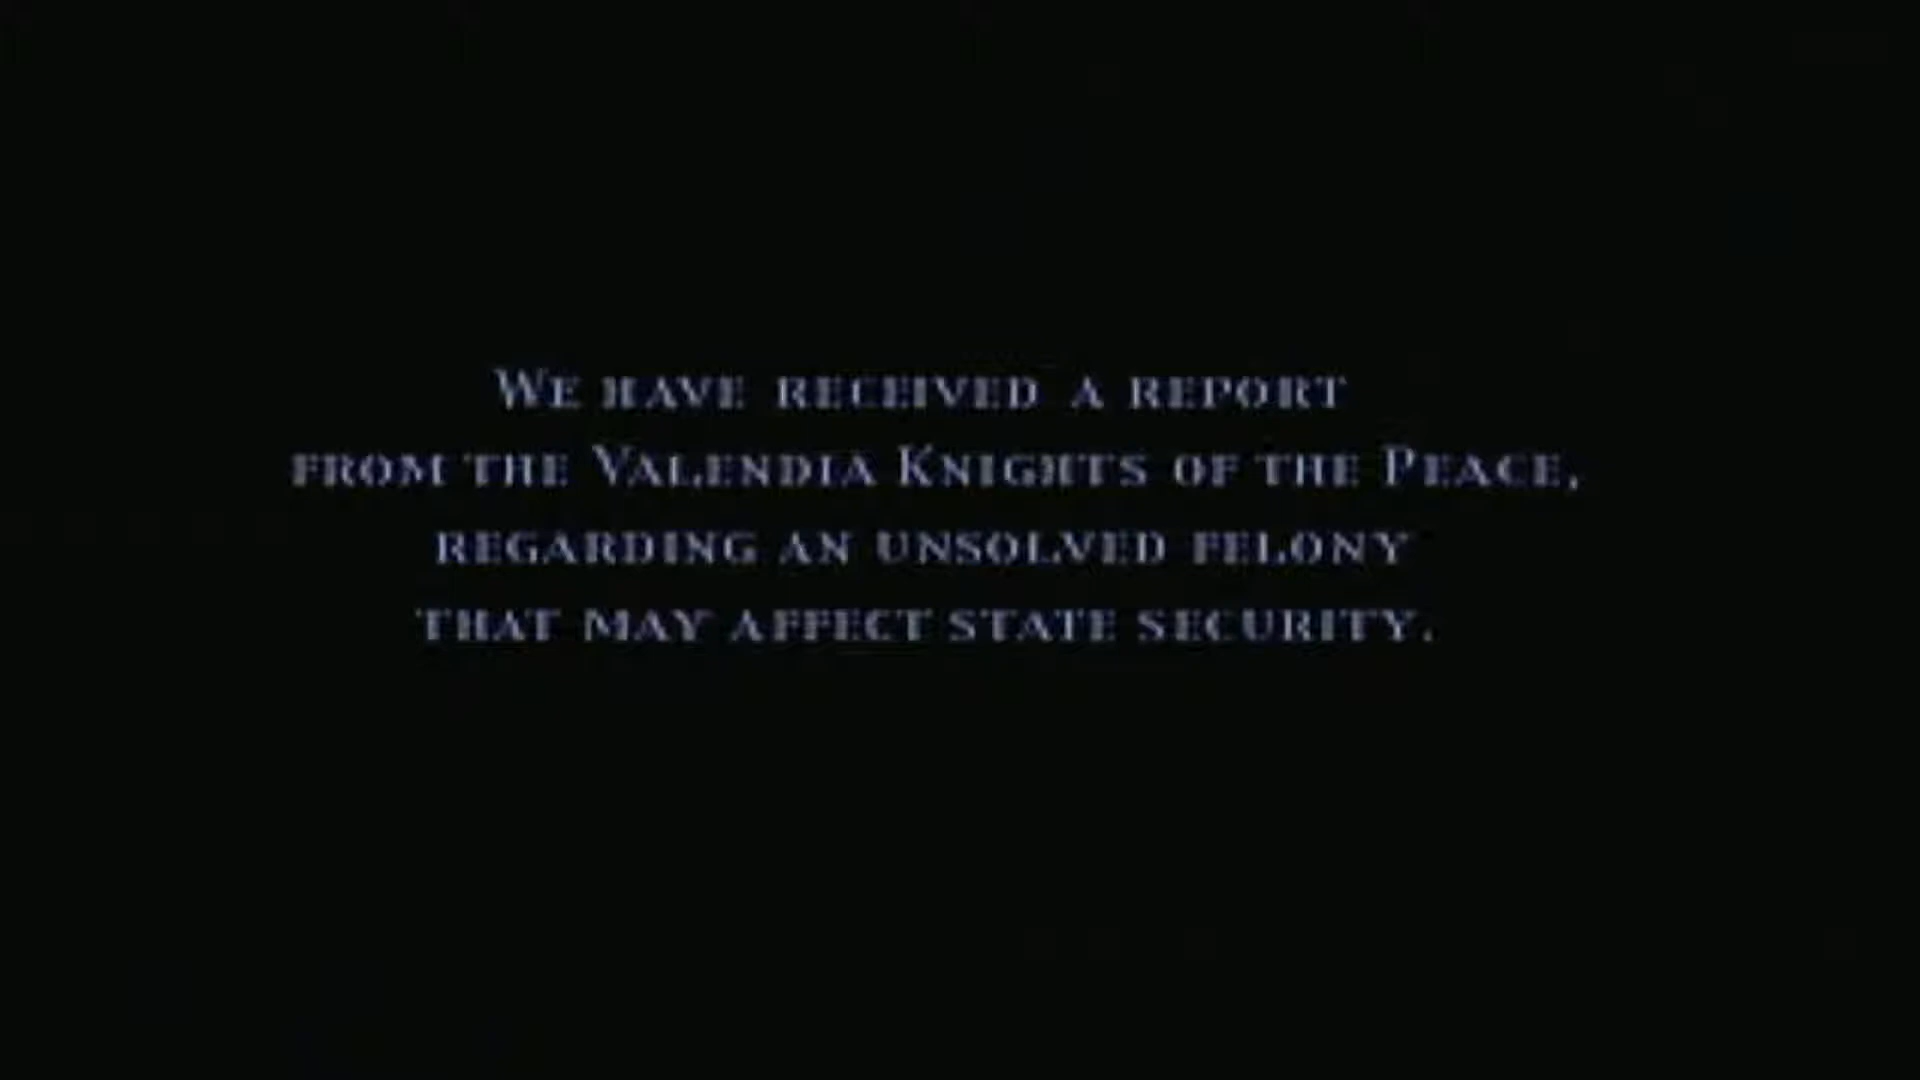 We have received a report
from the Valendia Knights of the Peace,
regarding an unsolved felony
that may affect state security.